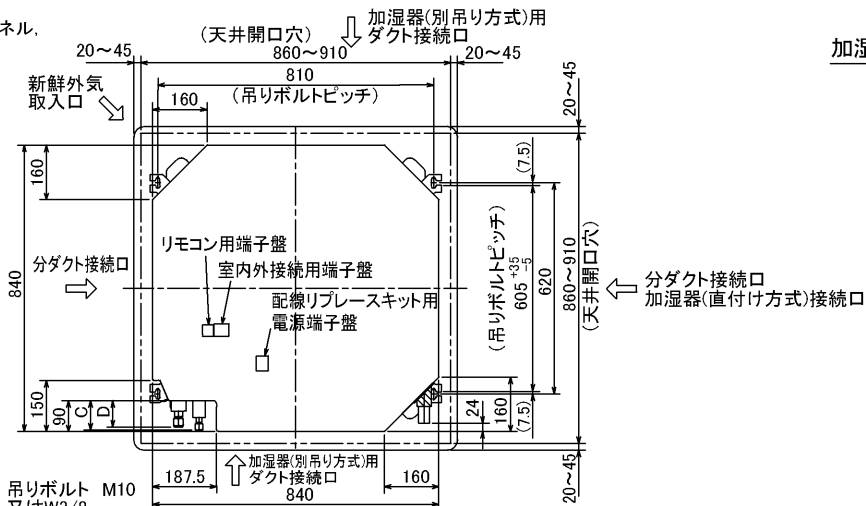 ネル,
(天井開口穴)
加湿器(別吊り方式)用
ダクト接続口
20~45
860~910
20~45
加湿
810
(吊りボルトピッチ)
新鮮外気
取入口
160
20~45
(7.5)
160
リモコン用端子盤
室内外接続用端子盤
配線リプレースキット用
電源端子盤
分ダクト接続口
840
(吊りボルトピッチ)
605 +35 -5
620
860~910
(天井開口穴)
分ダクト接続口
加湿器(直付け方式)接続口
150
90
C
D
24
160
(7.5)
20~45
187.5
加湿器(別吊り方式)用
ダクト接続口
160
840
吊りボルト M10
又はW3/8